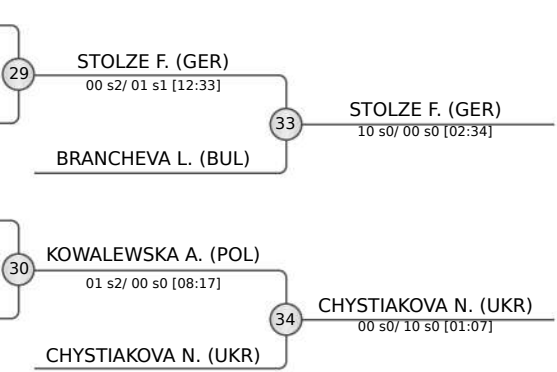 STOLZE F. (GER)
29
00 s2/ 01 s1 [12:33]
STOLZE F. (GER)
33
10 s0/ 00 s0 [02:34]
BRANCHEVA L. (BUL)
KOWALEWSKA A. (POL)
30
01 s2/ 00 s0 [08:17]
CHYSTIAKOVA N. (UKR)
34
00 s0/ 10 s0 [01:07]
CHYSTIAKOVA N. (UKR)